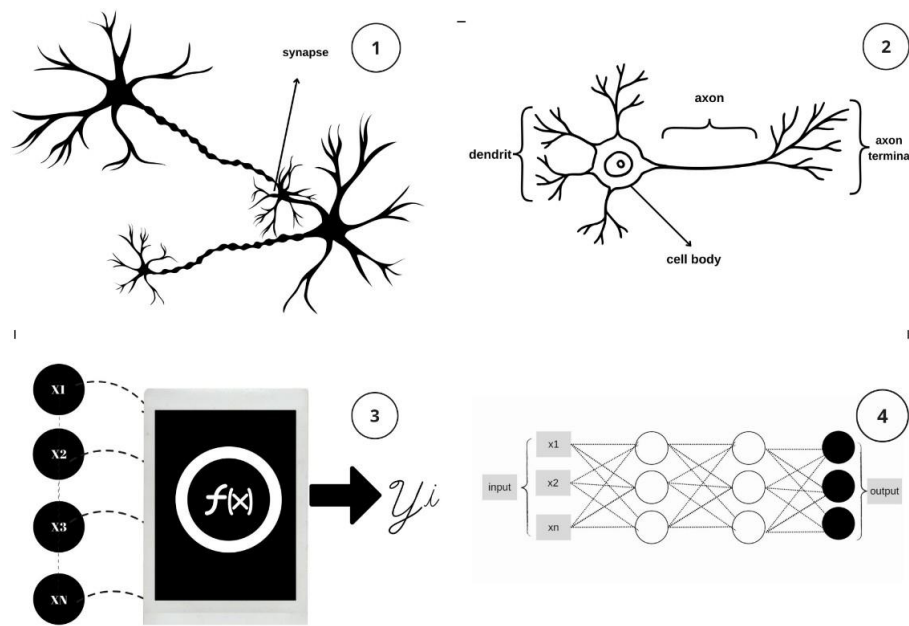 synapse
1
2
axon
dendrit
axon
termina
cell body
X1
X2
X3
XN
f(x)
3
yi
4
input
x1
x2
xn
output